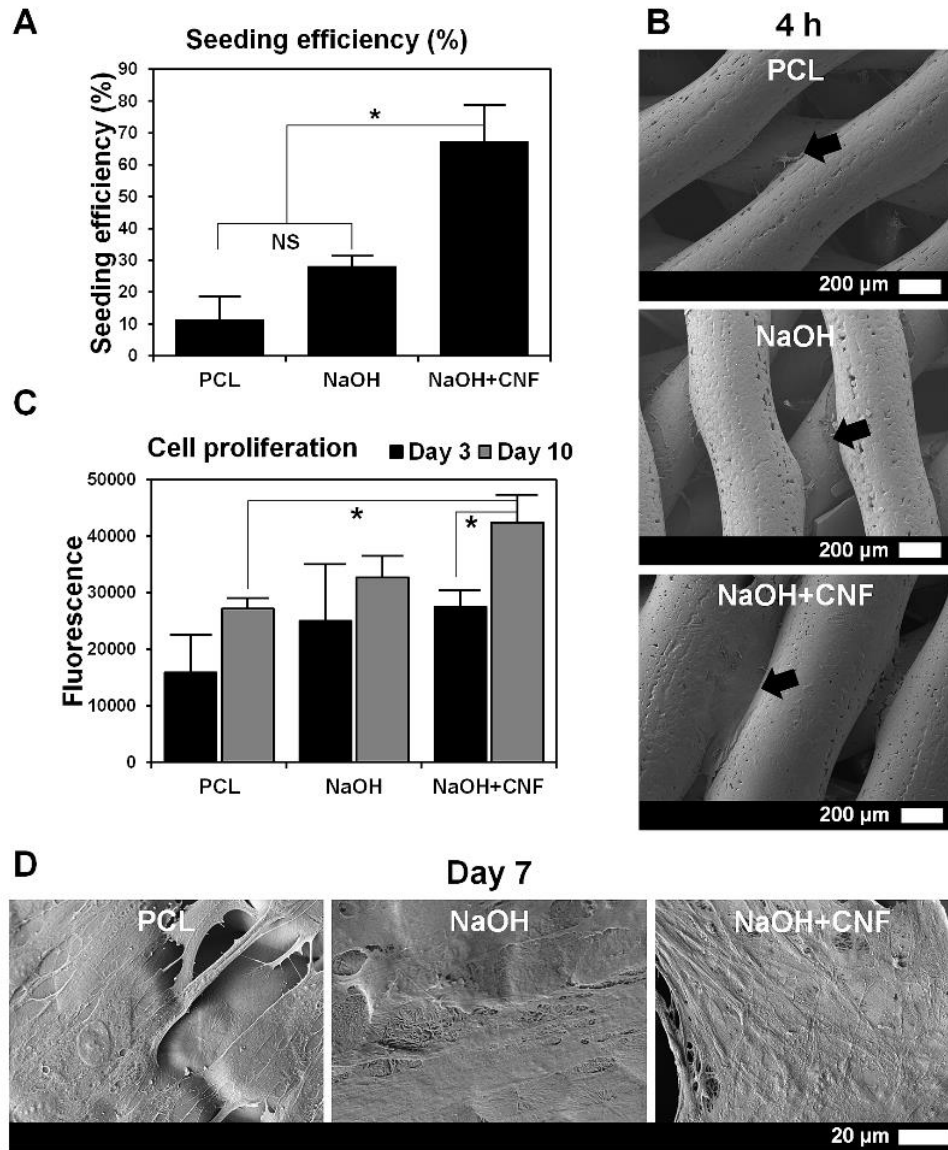 A
Seeding efficiency (%)
Seeding efficiency (%)
90
80
70
60
50
40
30
20
10
0
*
NS
PCL NaOH NaOH+CNF
B
4 h
PCL
200 µm
NaOH
200 µm
NaOH+CNF
200 µm
C
Cell proliferation Day 3 Day 10
Fluorescence
50000
40000
30000
20000
10000
0
*
*
PCL NaOH NaOH+CNF
D
Day 7
PCL NaOH NaOH+CNF
20 µm